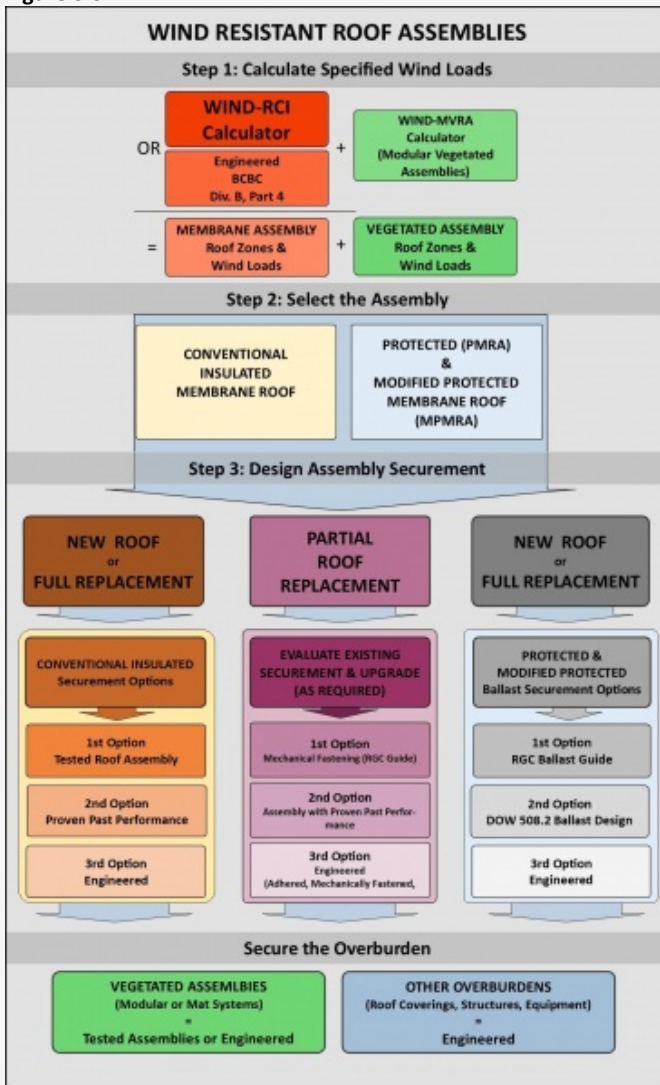 WIND RESISTANT ROOF ASSEMBLIES
Step 1: Calculate Specified Wind Loads
WIND-RCI
Calculator
OR
Engineered
BCBC
Div. B, Part 4
+
WIND-MVRA
Calculator
(Modular Vegetated
Assemblies)
=
MEMBRANE ASSEMBLY
Roof Zones &
Wind Loads
+
VEGETATED ASSEMBLY
Roof Zones &
Wind Loads
Step 2: Select the Assembly
CONVENTIONAL
INSULATED
MEMBRANE ROOF
PROTECTED (PMRA)
&
MODIFIED PROTECTED
MEMBRANE ROOF
(MPMRA)
Step 3: Design Assembly Securement
NEW ROOF
or
FULL REPLACEMENT
CONVENTIONAL INSULATED
Securement Options
1st Option
Tested Roof Assembly
2nd Option
Proven Past Performance
3rd Option
Engineered
PARTIAL
ROOF
REPLACEMENT
EVALUATE EXISTING
SECUREMENT & UPGRADE
(AS REQUIRED)
1st Option
Mechanical Fastening (RGC Guide)
2nd Option
Assembly with Proven Past Perfor-
mance
3rd Option
Engineered
(Adhered, Mechanically Fastened,
NEW ROOF
or
FULL REPLACEMENT
PROTECTED &
MODIFIED PROTECTED
Ballast Securement Options
1st Option
RGC Ballast Guide
2nd Option
DOW 508.2 Ballast Design
3rd Option
Engineered
Secure the Overburden
VEGETATED ASSEMLBIES
(Modular or Mat Systems)
=
Tested Assemblies or Engineered
OTHER OVERBURDENS
(Roof Coverings, Structures, Equipment)
=
Engineered